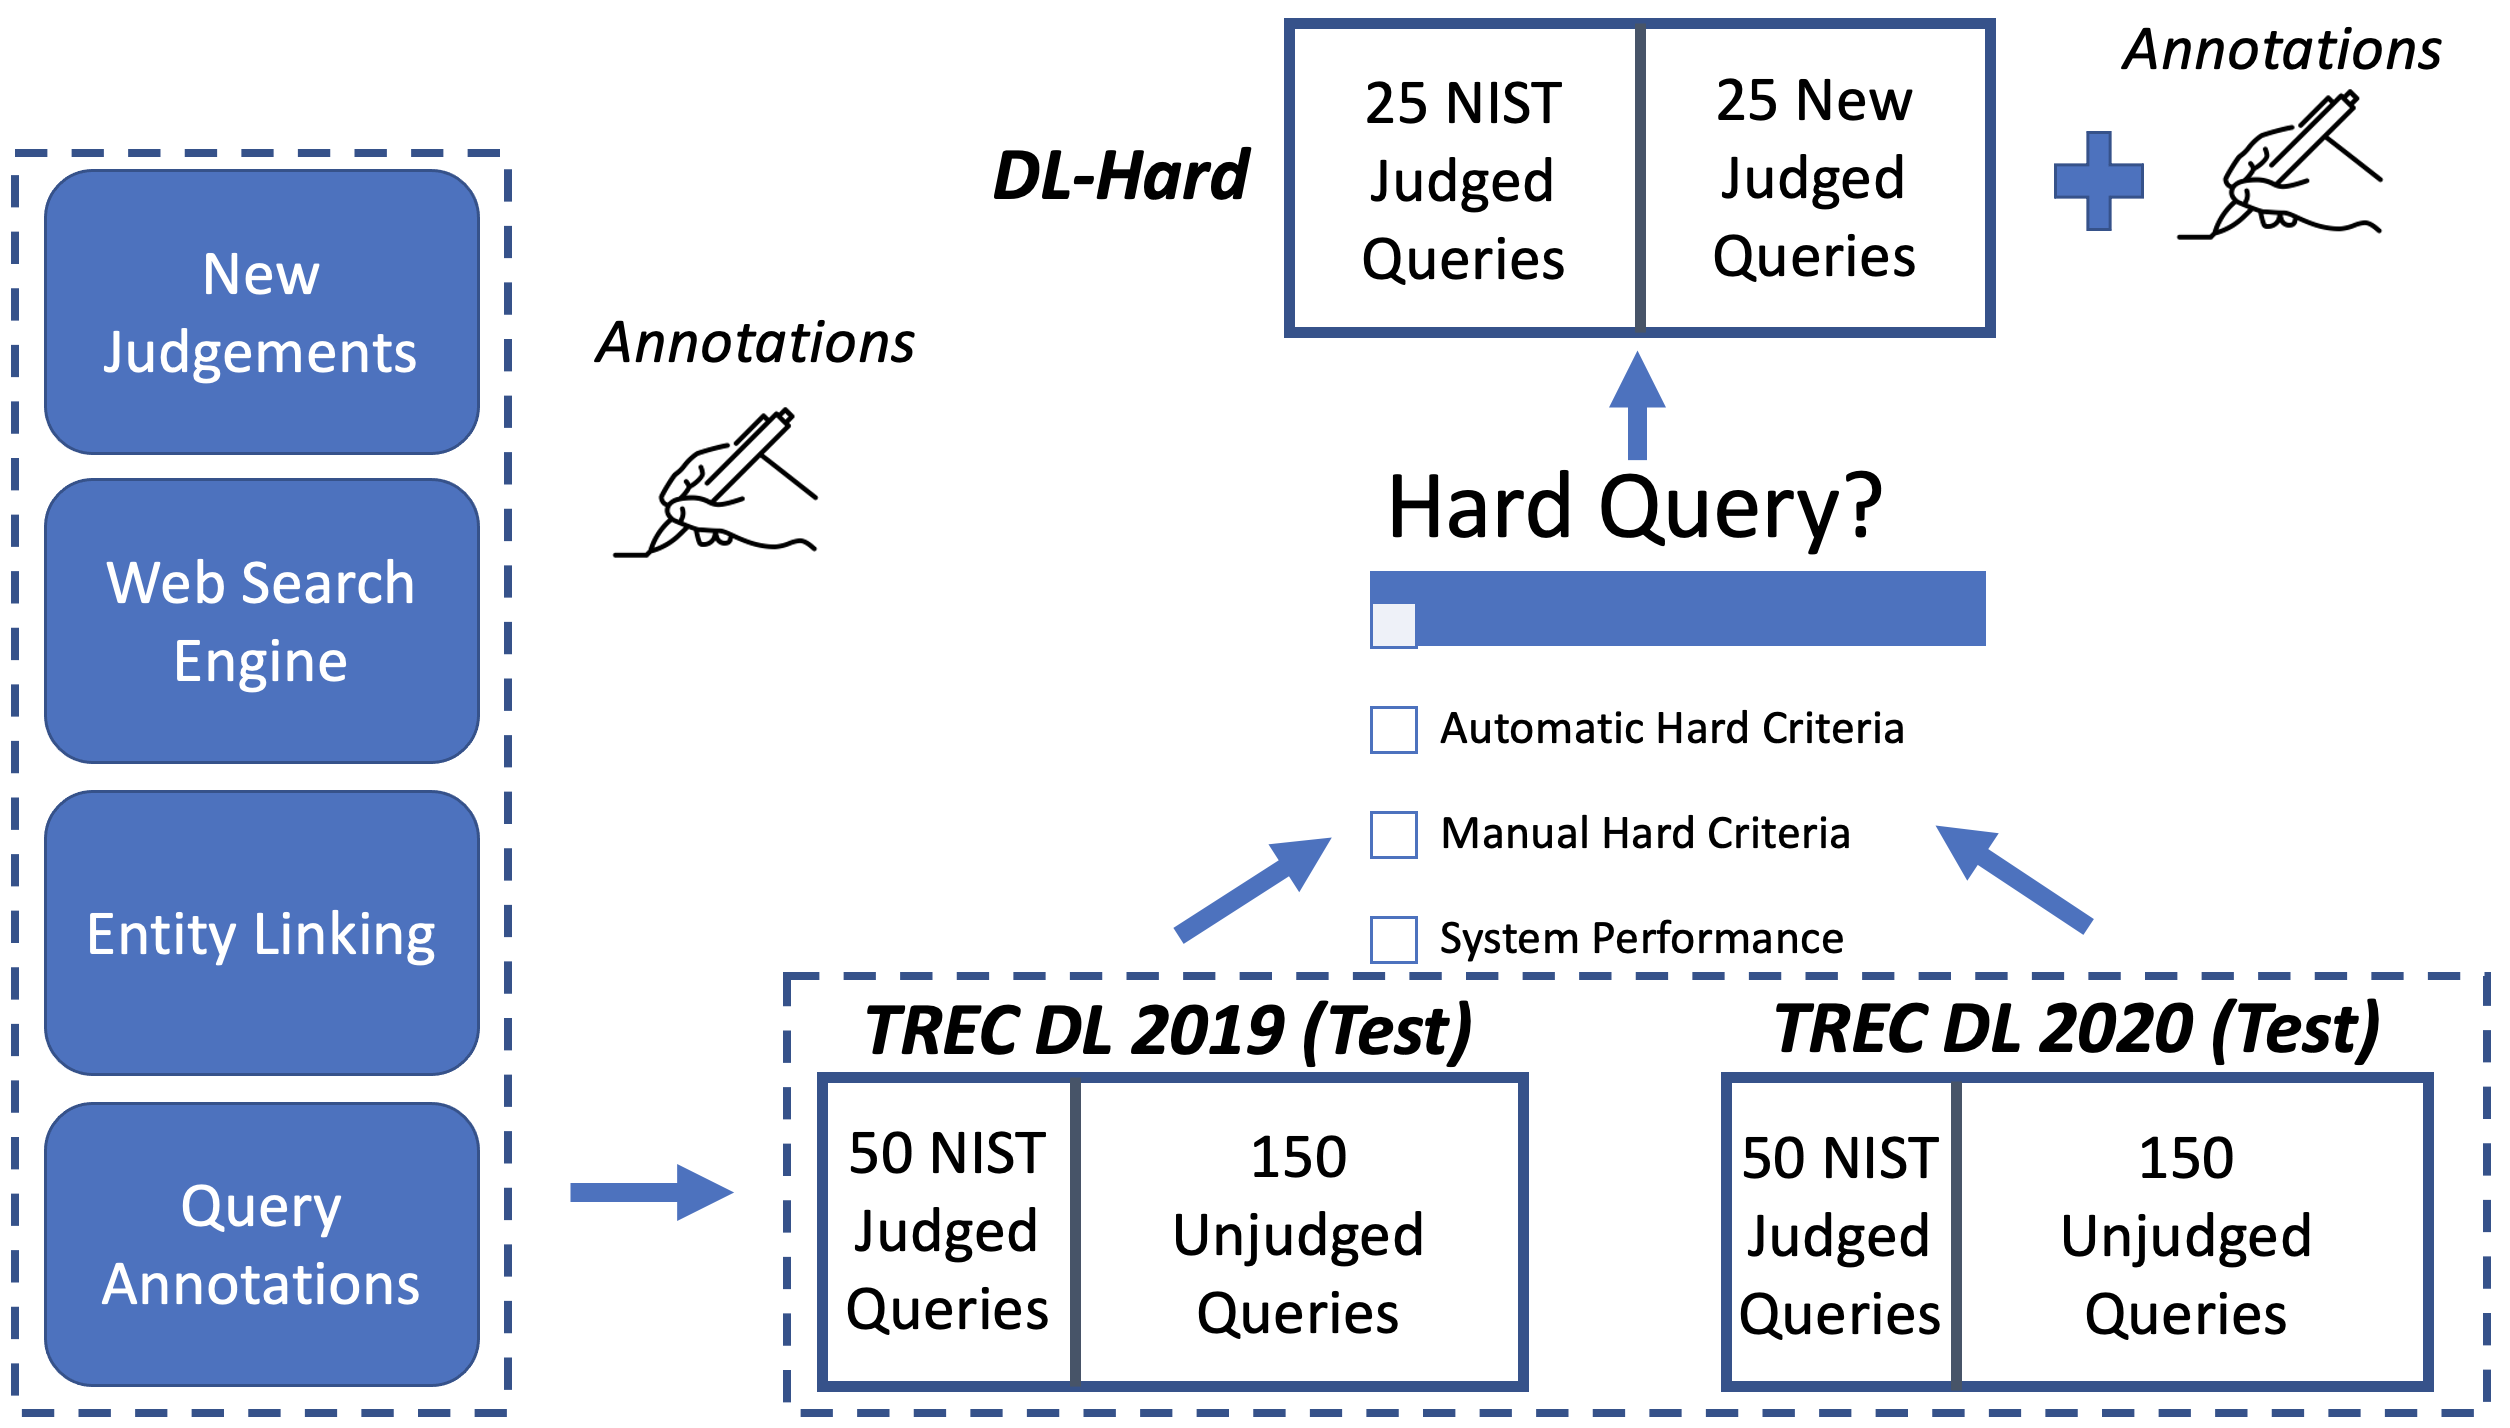 New
Judgements
Web Search
Engine
Entity Linking
Query
Annotations
Annotations
DL-Hard
25 NIST
Judged
Queries
25 New
Judged
Queries
Annotations
Hard Query?
Automatic Hard Criteria
Manual Hard Criteria
System Performance
TREC DL 2019 (Test)
50 NIST
Judged
Queries
150
Unjudged
Queries
TREC DL 2020 (Test)
50 NIST
Judged
Queries
150
Unjudged
Queries